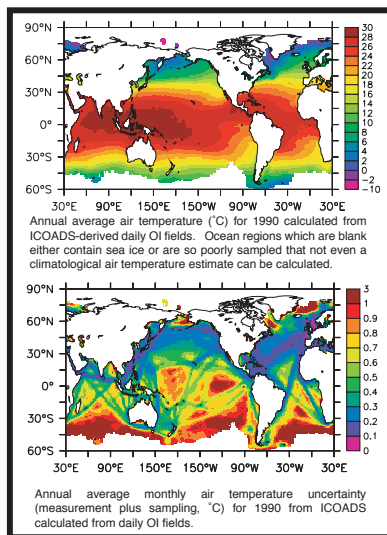 90°N
60°N
30°N
0°
30°S
60°S
30°E 90°E 150°E 150°W 90°W 30°W 30°E
30
28
26
24
22
20
18
16
14
12
10
8
6
4
2
0
−2
−10
Annual average air temperature (°C) for 1990 calculated from
ICOADS-derived daily OI fields. Ocean regions which are blank
either contain sea ice or are so poorly sampled that not even a
climatological air temperature estimate can be calculated.
90°N
60°N
30°N
0°
30°S
60°S
30°E 90°E 150°E 150°W 90°W 30°W 30°E
3
1
0.9
0.8
0.7
0.6
0.5
0.4
0.3
0.2
0.1
0
Annual average monthly air temperature uncertainty
(measurement plus sampling, °C) for 1990 from ICOADS
calculated from daily OI fields.